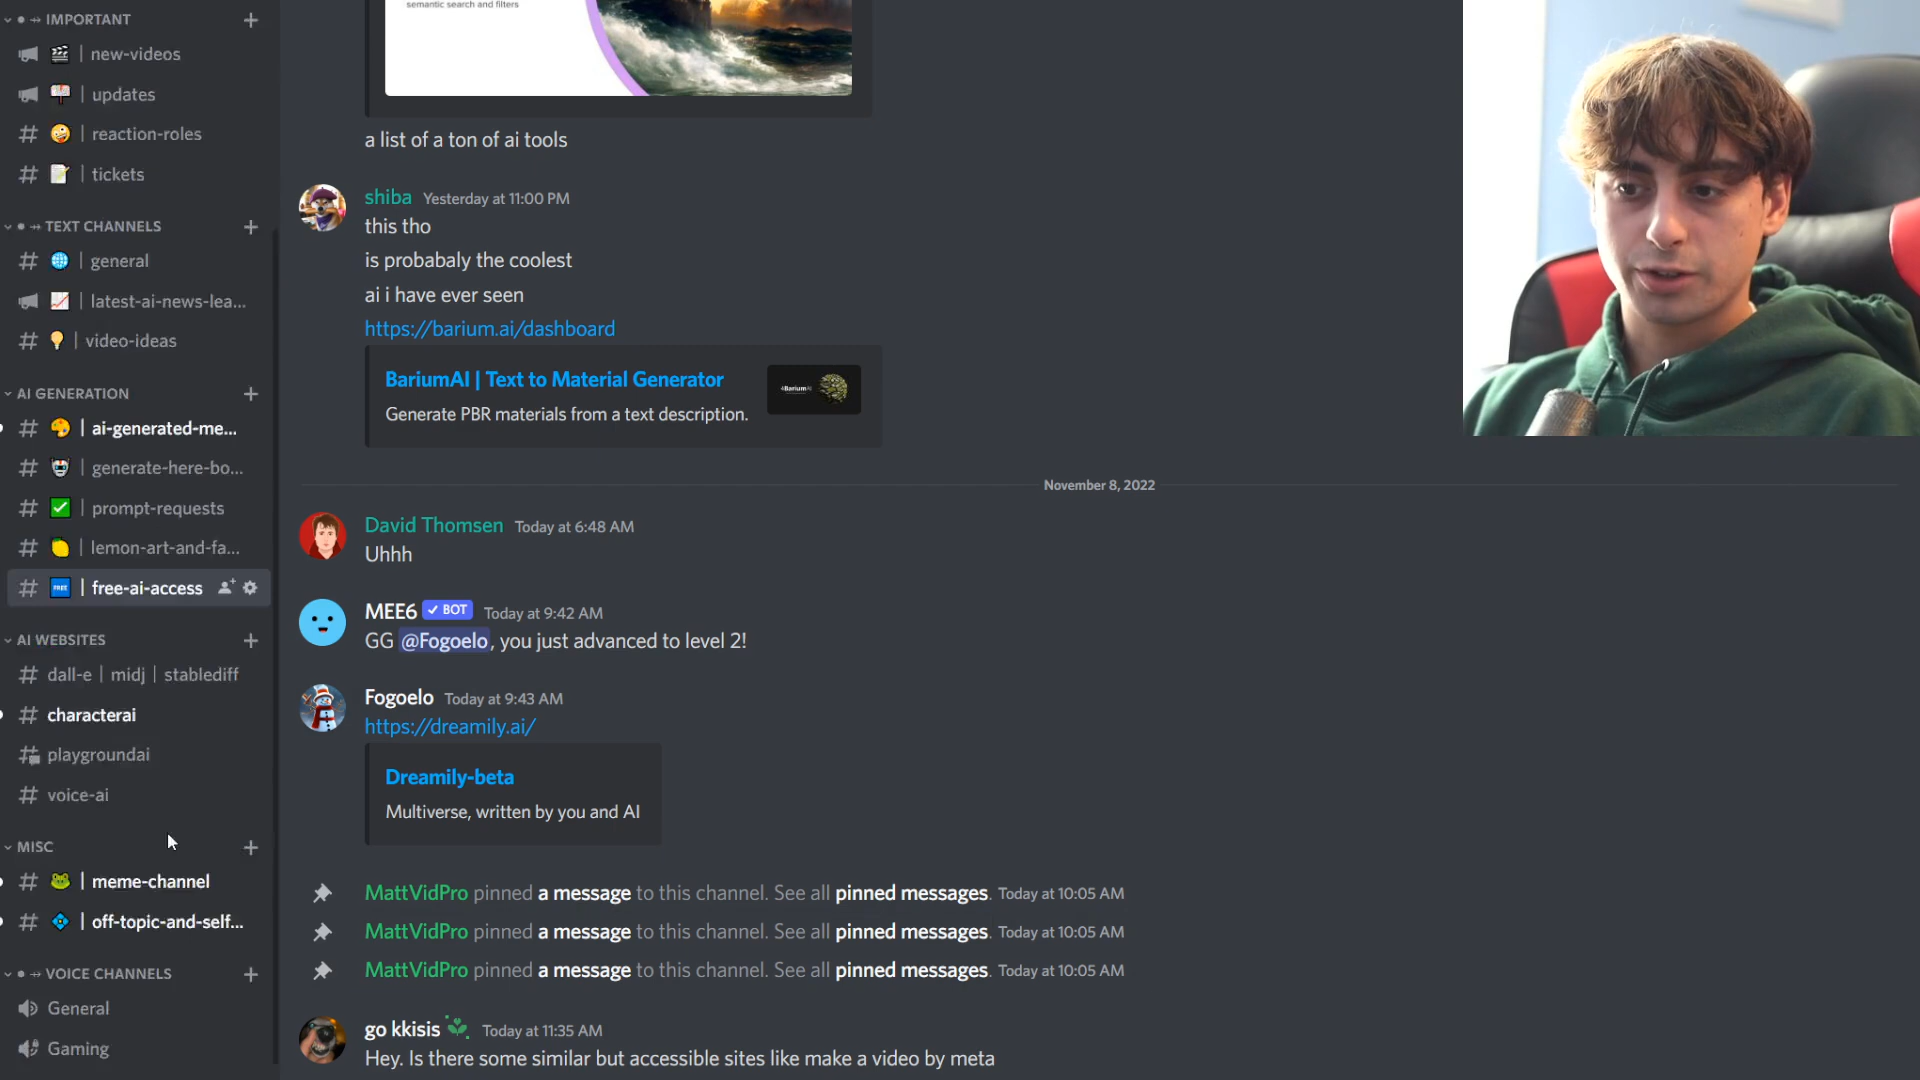 IMPORTANT
new-videos
updates
reaction-roles
tickets
TEXT CHANNELS
general
latest-ai-news-lea...
video-ideas
AI GENERATION
ai-generated-me...
generate-here-bo...
prompt-requests
lemon-art-and-fa...
FREE | free-ai-access
AI WEBSITES
dall-e | midj | stablediff
characterai
playgroundai
voice-ai
MISC
meme-channel
off-topic-and-self...
VOICE CHANNELS
General
Gaming
semantic search and filters
a list of a ton of ai tools
shiba Yesterday at 11:00 PM
this tho
is probabaly the coolest
ai i have ever seen
https://barium.ai/dashboard
BariumAI | Text to Material Generator
BariumAI
Generate PBR materials from a text description.
November 8, 2022
David Thomsen Today at 6:48 AM
Uhhh
MEE6 ✓ BOT Today at 9:42 AM
GG @Fogoelo, you just advanced to level 2!
Fogoelo Today at 9:43 AM
https://dreamily.ai/
Dreamily-beta
Multiverse, written by you and AI
MattVidPro pinned a message to this channel. See all pinned messages. Today at 10:05 AM
MattVidPro pinned a message to this channel. See all pinned messages. Today at 10:05 AM
MattVidPro pinned a message to this channel. See all pinned messages. Today at 10:05 AM
go kkisis Today at 11:35 AM
Hey. Is there some similar but accessible sites like make a video by meta